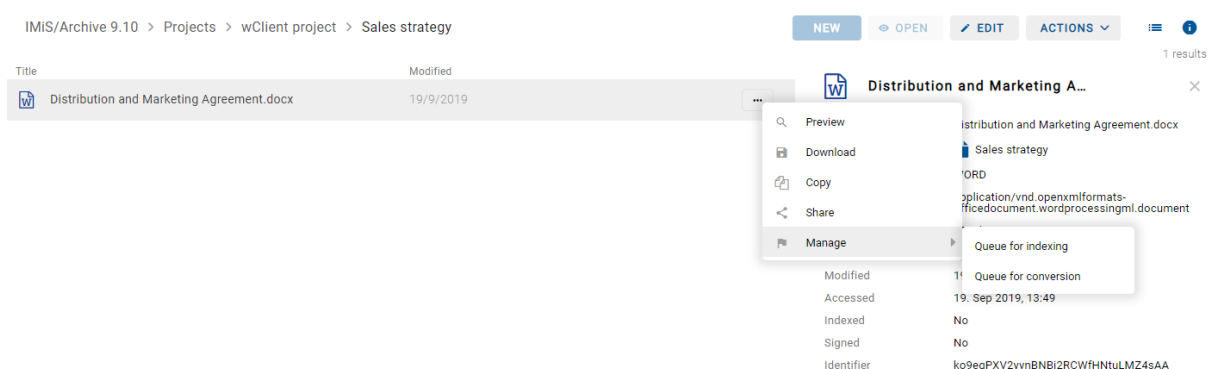 IMiS/Archive 9.10 > Projects > wClient project > Sales strategy
NEW OPEN EDIT ACTIONS
1 results
Title Modified
Distribution and Marketing Agreement.docx 19/9/2019 ...
Distribution and Marketing A...
Preview
Download
Copy
Share
Manage
Queue for indexing
Queue for conversion
istribution and Marketing Agreement.docx
Sales strategy
ORD
pplication/vnd.openxmlformats-
fficedocument.wordprocessingml.document
Modified 19
Accessed 19. Sep 2019, 13:49
Indexed No
Signed No
Identifier ko9egPXV2vvnBNBi2RCWfHNtuLMZ4sAA